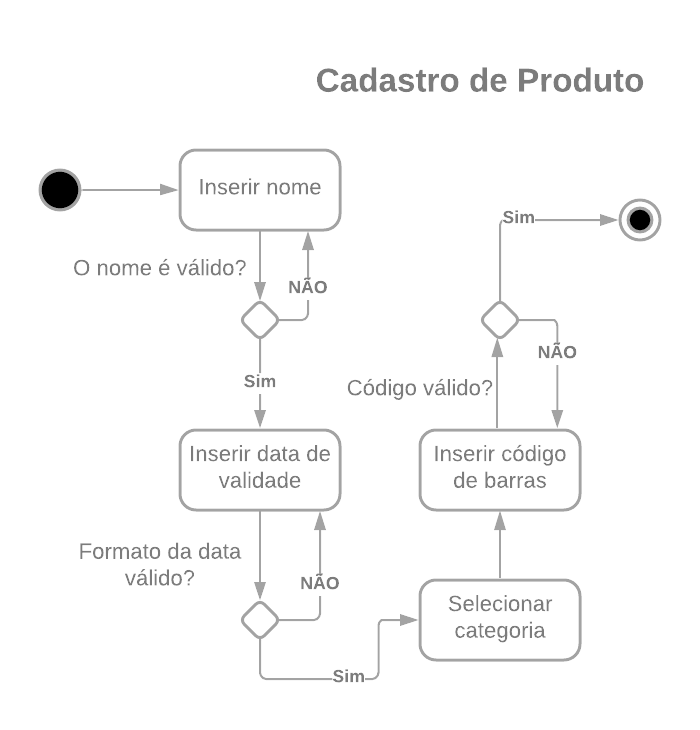 Cadastro de Produto
Inserir nome
O nome é válido?
NÃO
Sim
Inserir data de
validade
Formato da data
válido?
NÃO
Sim
Selecionar
categoria
Inserir código
de barras
Código válido?
NÃO
Sim